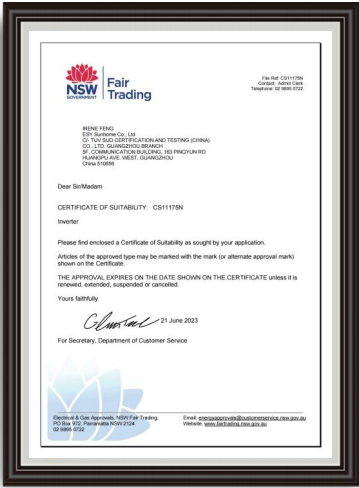 NSW
GOVERNMENT
Fair
Trading
File Ref: CS11175N
Contact: Admin Clerk
Telephone: 02 9895 0722
IRENE FENG
ESY Sunhome Co., Ltd
C/- TUV SUD CERTIFICATION AND TESTING (CHINA)
CO., LTD. GUANGZHOU BRANCH
5F, COMMUNICATION BUILDING, 163 PINGYUN RD
HUANGPU AVE. WEST, GUANGZHOU
China 510656
Dear Sir/Madam
CERTIFICATE OF SUITABILITY: CS11175N
Inverter
Please find enclosed a Certificate of Suitability as sought by your application.
Articles of the approved type may be marked with the mark (or alternate approval mark)
shown on the Certificate.
THE APPROVAL EXPIRES ON THE DATE SHOWN ON THE CERTIFICATE unless it is
renewed, extended, suspended or cancelled.
Yours faithfully
21 June 2023
For Secretary, Department of Customer Service
Electrical & Gas Approvals, NSW Fair Trading,
PO Box 972, Parramatta NSW 2124
02 9895 0722
Email: energyapprovals@customerservice.nsw.gov.au
Website: www.fairtrading.nsw.gov.au